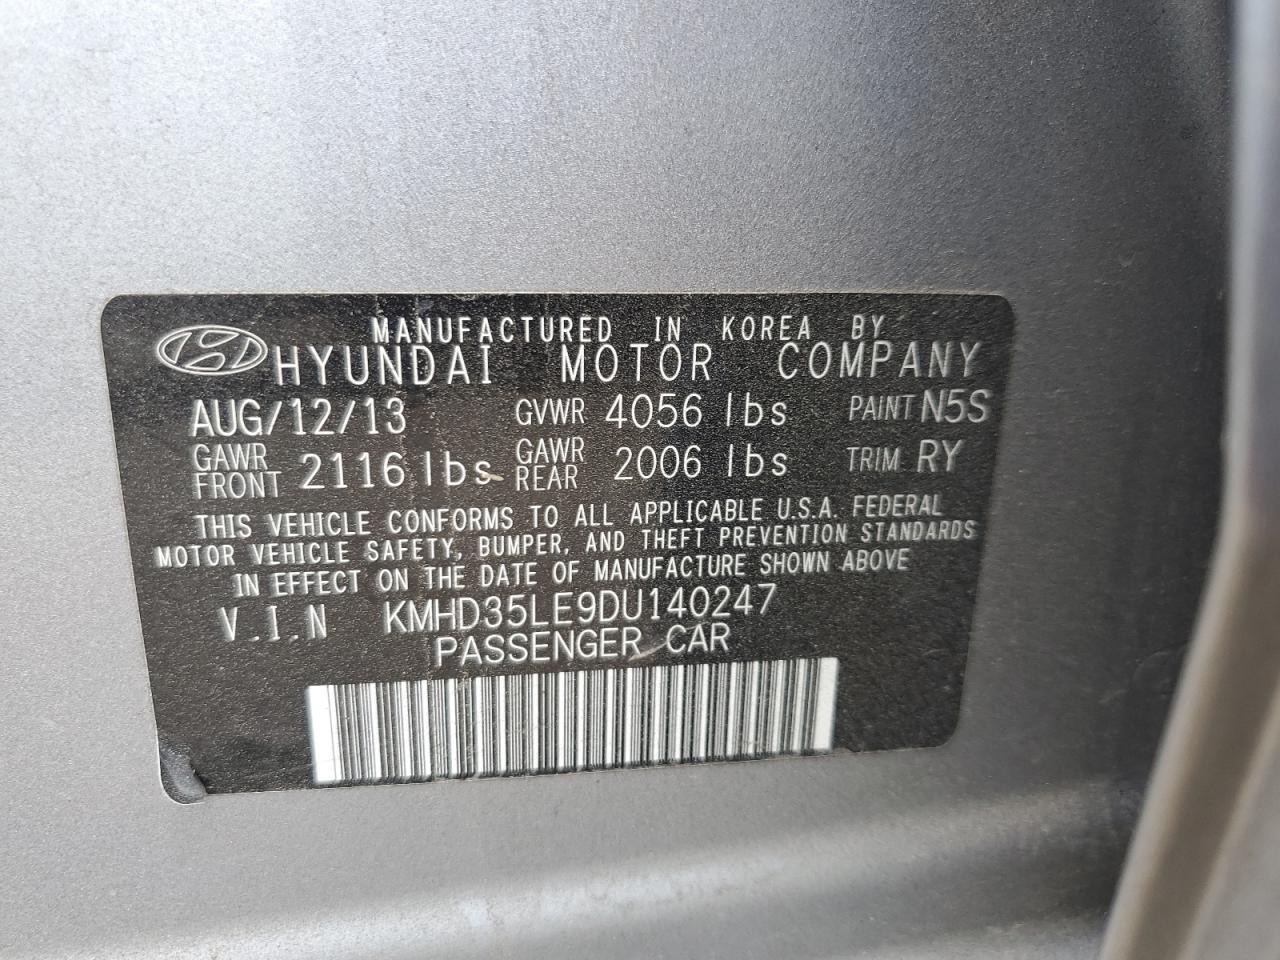 MANUFACTURED IN KOREA BY
HYUNDAI MOTOR COMPANY
AUG/12/13 GVWR 4056 lbs PAINT N5S
GAWR FRONT 2116 lbs GAWR REAR 2006 lbs TRIM RY
THIS VEHICLE CONFORMS TO ALL APPLICABLE U.S.A. FEDERAL
MOTOR VEHICLE SAFETY, BUMPER, AND THEFT PREVENTION STANDARDS
IN EFFECT ON THE DATE OF MANUFACTURE SHOWN ABOVE
V.I.N KMHD35LE9DU140247
PASSENGER CAR